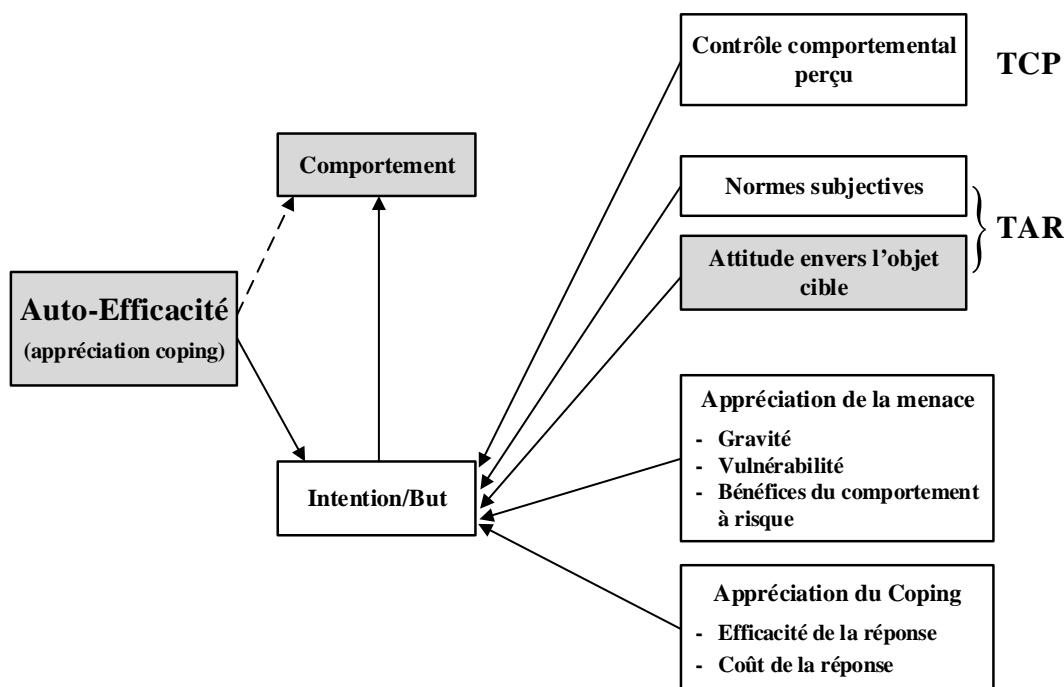 Contrôle comportemental
perçu
TCP
Comportement
Normes subjectives
TAR
Attitude envers l’objet
cible
Auto-Efficacité
(appréciation coping)
Appréciation de la menace
- Gravité
- Vulnérabilité
- Bénéfices du comportement
à risque
Intention/But
Appréciation du Coping
- Efficacité de la réponse
- Coût de la réponse